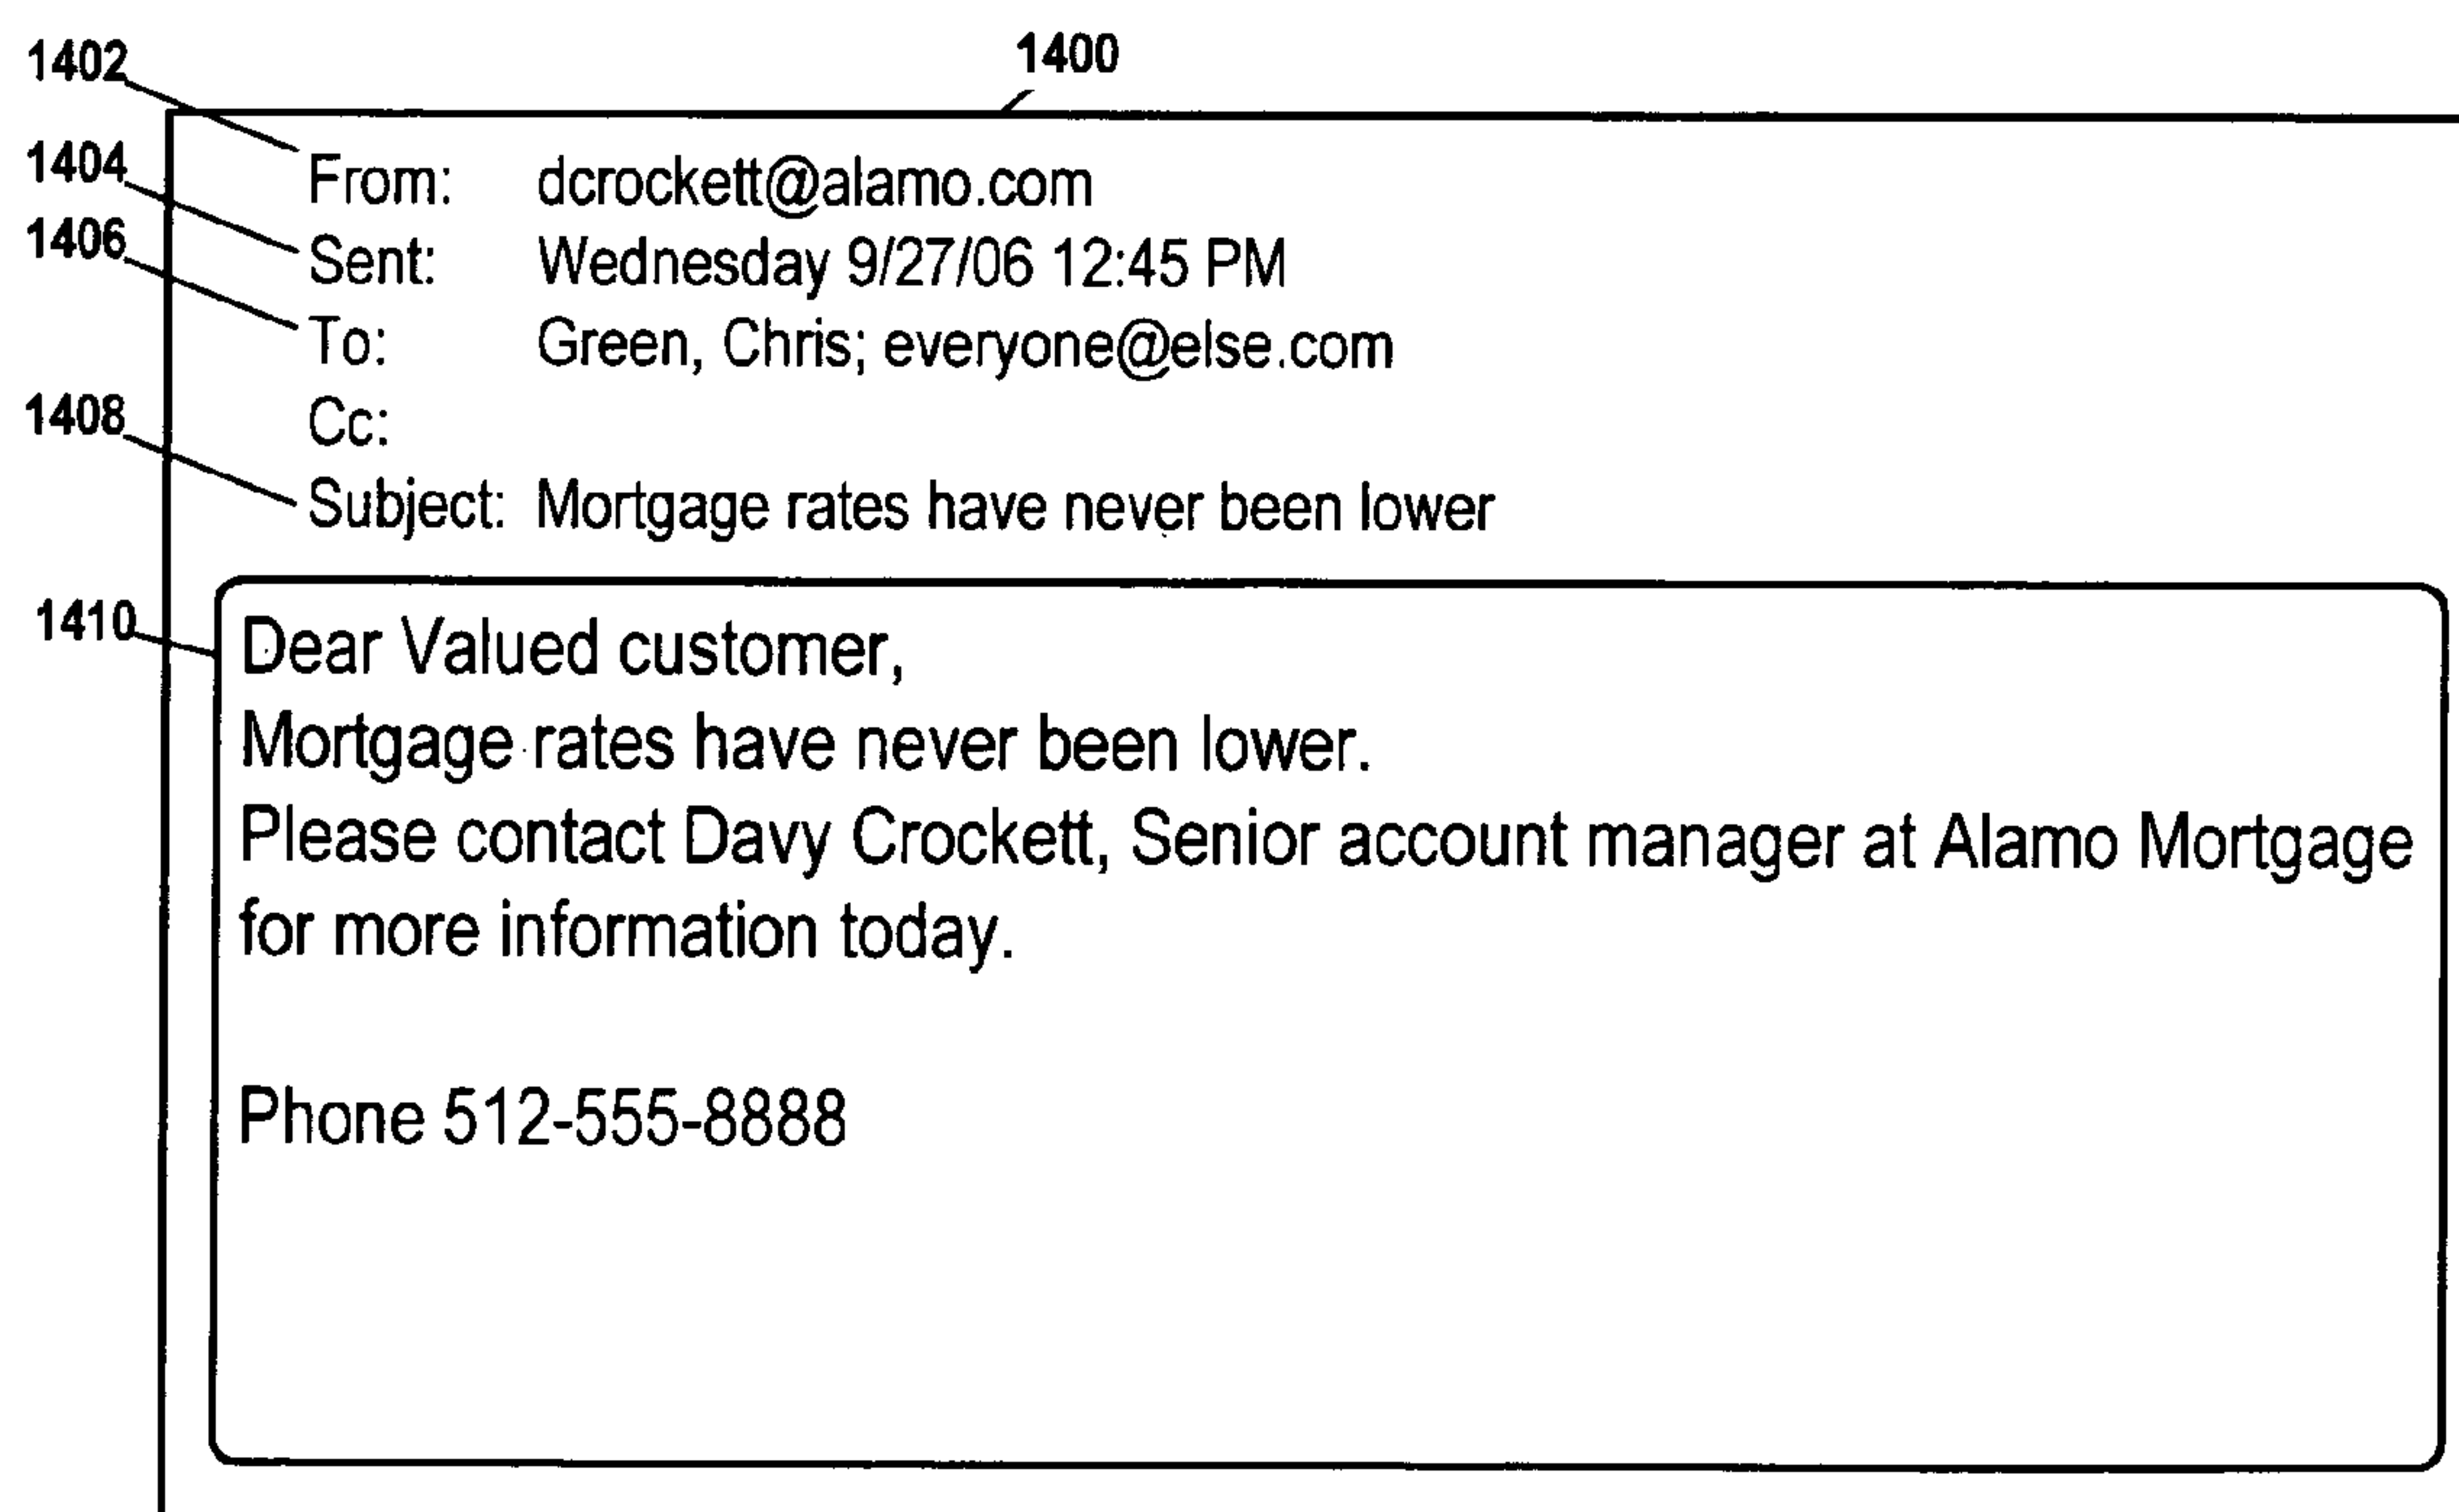 1402
1400
1404
1406
1408
1410
From: dcrockett@alamo.com
Sent: Wednesday 9/27/06 12:45 PM
To: Green, Chris; everyone@else.com
Cc:
Subject: Mortgage rates have never been lower
Dear Valued customer,
Mortgage rates have never been lower.
Please contact Davy Crockett, Senior account manager at Alamo Mortgage
for more information today.
Phone 512-555-8888